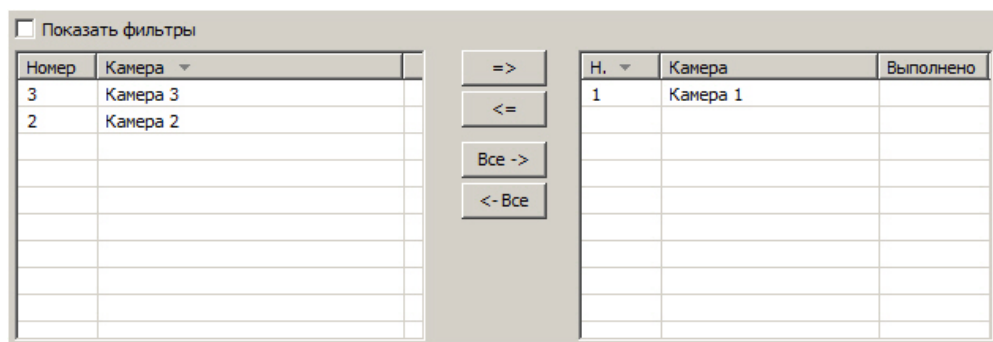 Показать фильтры
Номер Камера
3 Камера 3
2 Камера 2
=>
<=
Все ->
<- Все
Н. Камера Выполнено
1 Камера 1